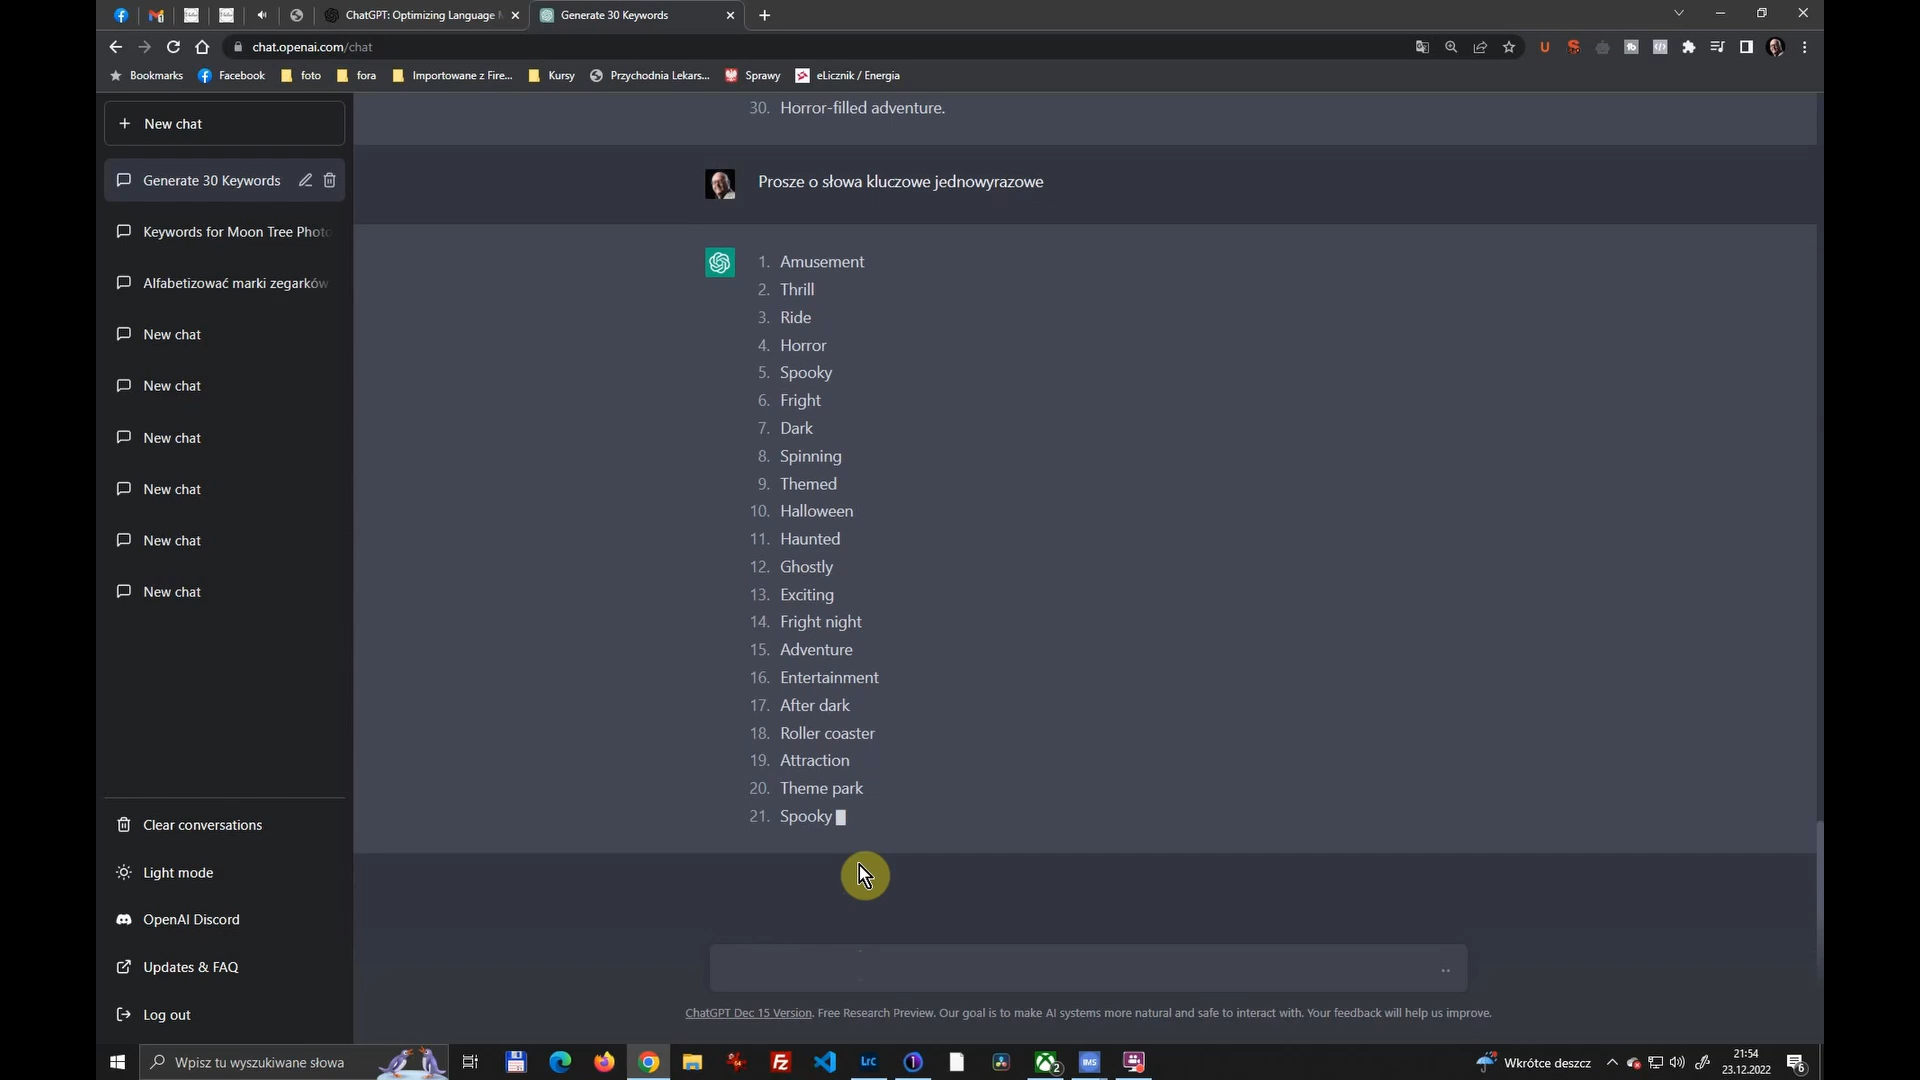 ChatGPT: Optimizing Language
Generate 30 Keywords
chat.openai.com/chat
Bookmarks
Facebook
foto
fora
Importowane z Fire...
Kursy
Przychodnia Lekars...
Sprawy
eLicznik / Energia
New chat
Generate 30 Keywords
Keywords for Moon Tree Photo
Alfabetizować marki zegarków
New chat
New chat
New chat
New chat
New chat
New chat
Clear conversations
Light mode
OpenAI Discord
Updates & FAQ
Log out
30. Horror-filled adventure.
Prosze o słowa kluczowe jednowyrazowe
1. Amusement
2. Thrill
3. Ride
4. Horror
5. Spooky
6. Fright
7. Dark
8. Spinning
9. Themed
10. Halloween
11. Haunted
12. Ghostly
13. Exciting
14. Fright night
15. Adventure
16. Entertainment
17. After dark
18. Roller coaster
19. Attraction
20. Theme park
21. Spooky
ChatGPT Dec 15 Version. Free Research Preview. Our goal is to make AI systems more natural and safe to interact with. Your feedback will help us improve.
Wpisz tu wyszukiwane słowa
Lrc
2
IMS
Wkrótce deszcz
21:54
23.12.2022
6